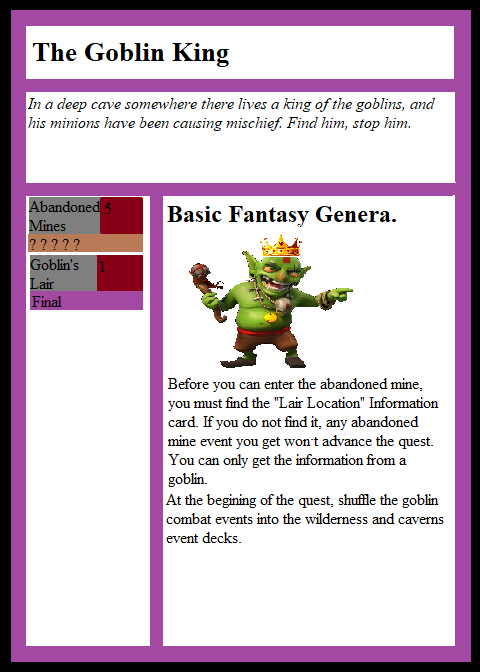 The Goblin King
In a deep cave somewhere there lives a king of the goblins, and
his minions have been causing mischief. Find him, stop him.
Abandoned 5
Mines
? ? ? ? ?
Goblin's 1
Lair
Final
Basic Fantasy Genera.
Before you can enter the abandoned mine,
you must find the "Lair Location" Information
card. If you do not find it, any abandoned
mine event you get won't advance the quest.
You can only get the information from a
goblin.
At the begining of the quest, shuffle the goblin
combat events into the wilderness and caverns
event decks.